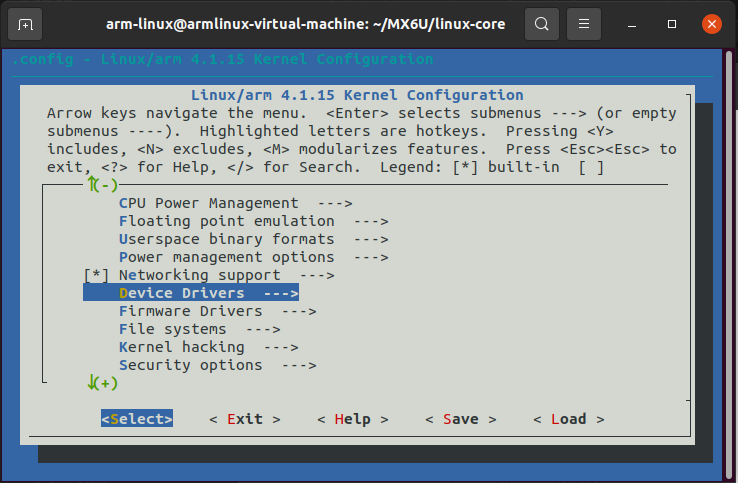 arm-linux@armlinux-virtual-machine: ~/MX6U/linux-core
.config - Linux/arm 4.1.15 Kernel Configuration
Linux/arm 4.1.15 Kernel Configuration
Arrow keys navigate the menu.  <Enter> selects submenus ---> (or empty
submenus ----).  Highlighted letters are hotkeys.  Pressing <Y>
includes, <N> excludes, <M> modularizes features.  Press <Esc><Esc> to
exit, <?> for Help, </> for Search.  Legend: [*] built-in  [ ]
↑(-)
CPU Power Management  --->
Floating point emulation  --->
Userspace binary formats  --->
Power management options  --->
[*] Networking support  --->
Device Drivers  --->
Firmware Drivers  --->
File systems  --->
Kernel hacking  --->
Security options  --->
↓(+)
<Select>    < Exit >    < Help >    < Save >    < Load >